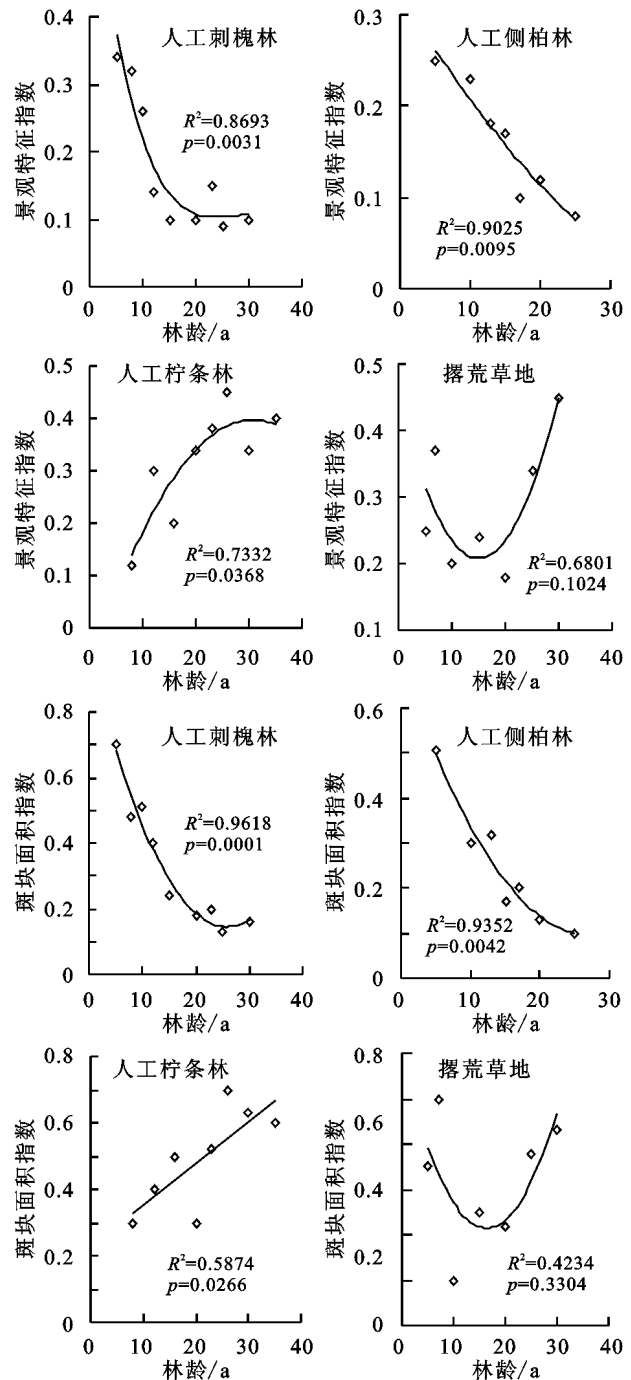 人工刺槐林
景观特征指数
0.4
0.3
0.2
0.1
0
R²=0.8693
p=0.0031
0 10 20 30 40
林龄/a
人工侧柏林
景观特征指数
0.3
0.2
0.1
0
R²=0.9025
p=0.0095
0 10 20 30
林龄/a
人工柠条林
景观特征指数
0.5
0.4
0.3
0.2
0.1
0
R²=0.7332
p=0.0368
0 10 20 30 40
林龄/a
撂荒草地
景观特征指数
0.5
0.4
0.3
0.2
0.1
R²=0.6801
p=0.1024
0 10 20 30 40
林龄/a
人工刺槐林
斑块面积指数
0.8
0.6
0.4
0.2
0
R²=0.9618
p=0.0001
0 10 20 30 40
林龄/a
人工侧柏林
斑块面积指数
0.6
0.4
0.2
0
R²=0.9352
p=0.0042
0 10 20 30
林龄/a
人工柠条林
斑块面积指数
0.8
0.6
0.4
0.2
0
R²=0.5874
p=0.0266
0 10 20 30 40
林龄/a
撂荒草地
斑块面积指数
0.8
0.6
0.4
0.2
0
R²=0.4234
p=0.3304
0 10 20 30 40
林龄/a